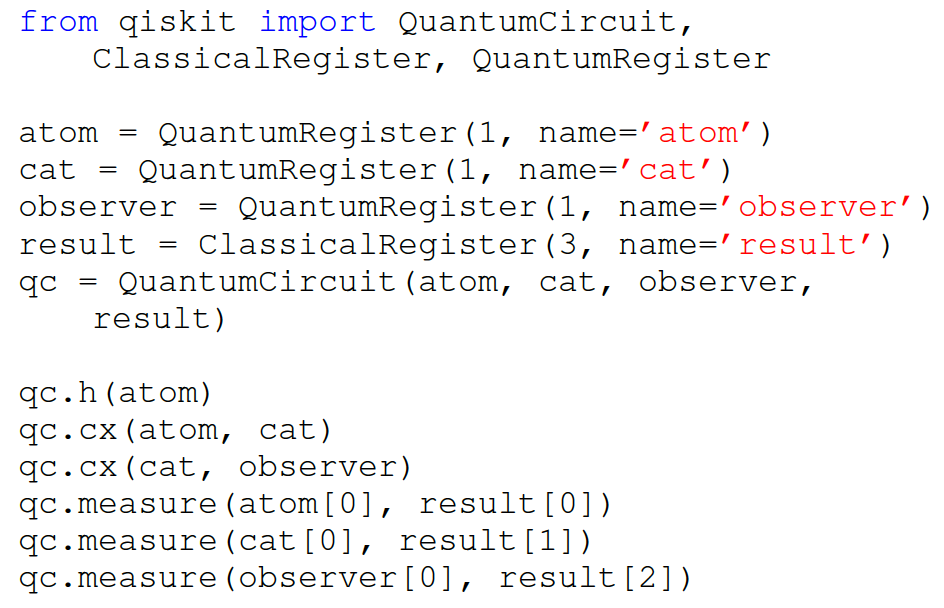 from qiskit import QuantumCircuit,
    ClassicalRegister, QuantumRegister

atom = QuantumRegister(1, name='atom')
cat = QuantumRegister(1, name='cat')
observer = QuantumRegister(1, name='observer')
result = ClassicalRegister(3, name='result')
qc = QuantumCircuit(atom, cat, observer,
    result)

qc.h(atom)
qc.cx(atom, cat)
qc.cx(cat, observer)
qc.measure(atom[0], result[0])
qc.measure(cat[0], result[1])
qc.measure(observer[0], result[2])